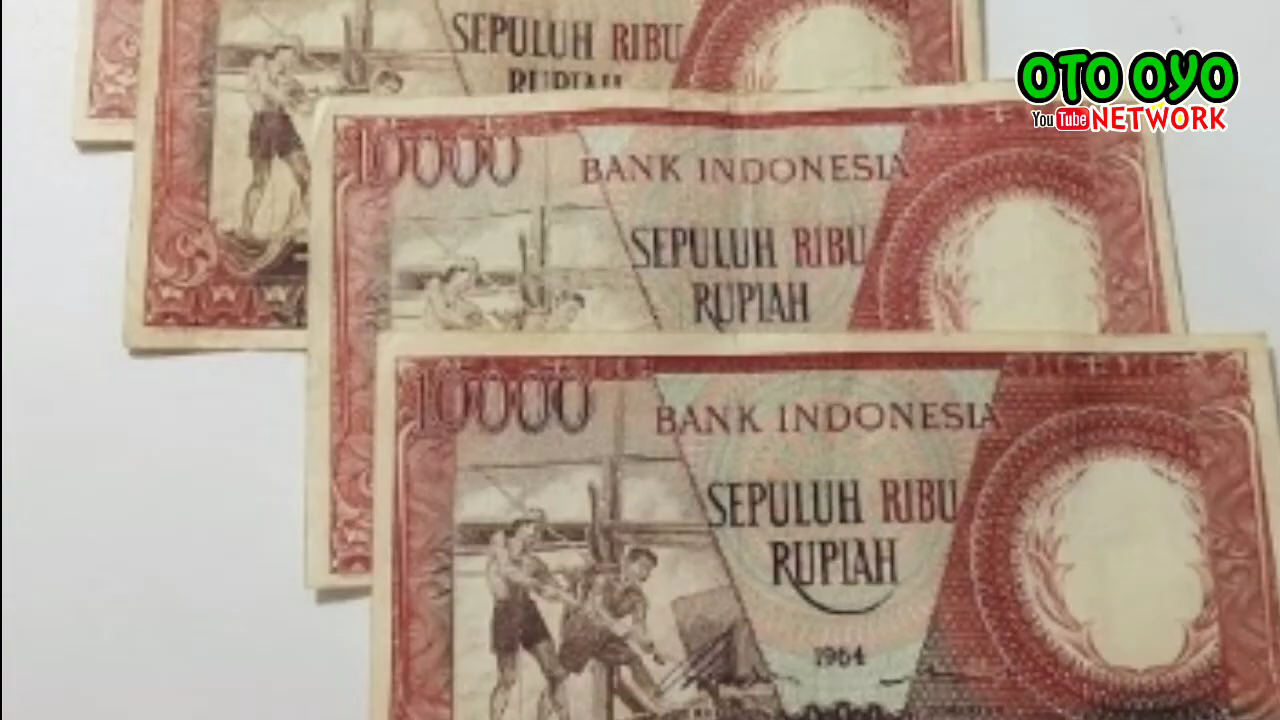 SEPULUH RIBU
RUPIAH
OTO OYO
YouTube NETWORK
10000
BANK INDONESIA
SEPULUH RIBU
RUPIAH
10000
BANK INDONESIA
SEPULUH RIBU
RUPIAH
1964